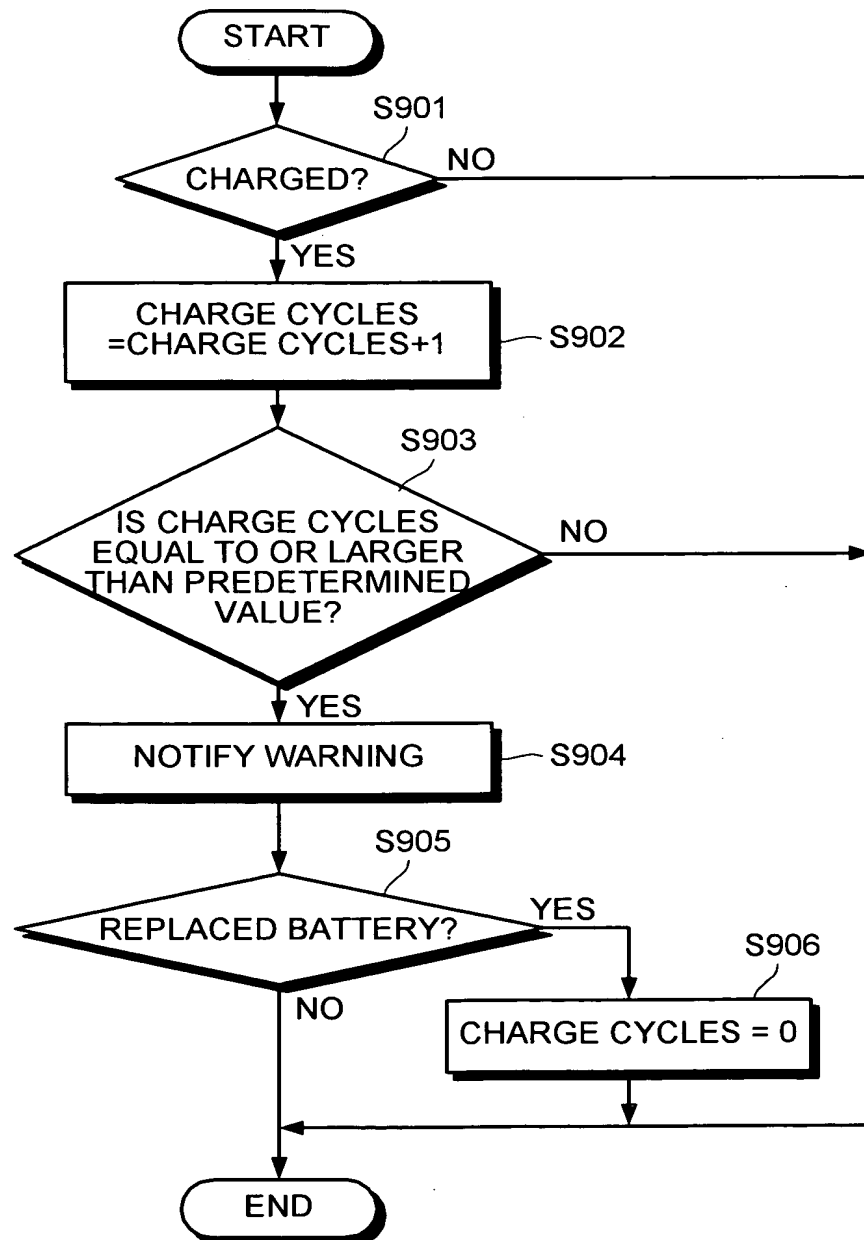 START
S901
CHARGED?
NO
YES
CHARGE CYCLES
=CHARGE CYCLES+1
S902
S903
IS CHARGE CYCLES
EQUAL TO OR LARGER
THAN PREDETERMINED
VALUE?
NO
YES
NOTIFY WARNING
S904
S905
REPLACED BATTERY?
YES
NO
S906
CHARGE CYCLES = 0
END